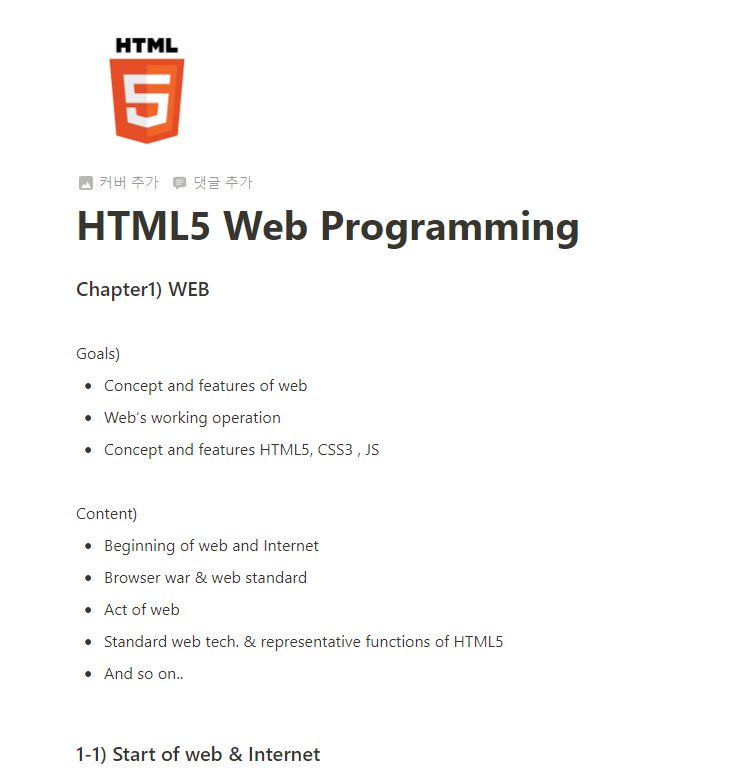 HTML
5
커버 추가 댓글 추가
HTML5 Web Programming
Chapter1) WEB
Goals)
• Concept and features of web
• Web's working operation
• Concept and features HTML5, CSS3 , JS
Content)
• Beginning of web and Internet
• Browser war & web standard
• Act of web
• Standard web tech. & representative functions of HTML5
• And so on..
1-1) Start of web & Internet